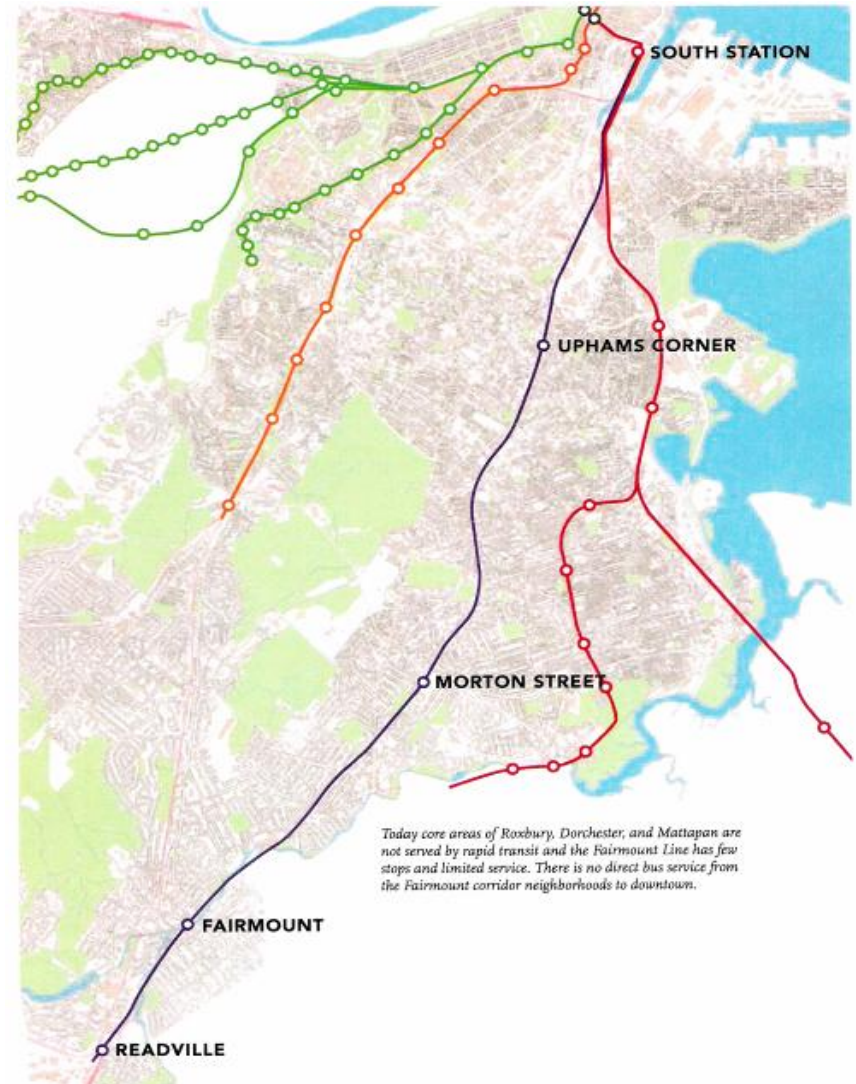 SOUTH STATION
UPHAMS CORNER
MORTON STREET
Today core areas of Roxbury, Dorchester, and Mattapan are
not served by rapid transit and the Fairmount Line has few
stops and limited service. There is no direct bus service from
the Fairmount corridor neighborhoods to downtown.
FAIRMOUNT
READVILLE